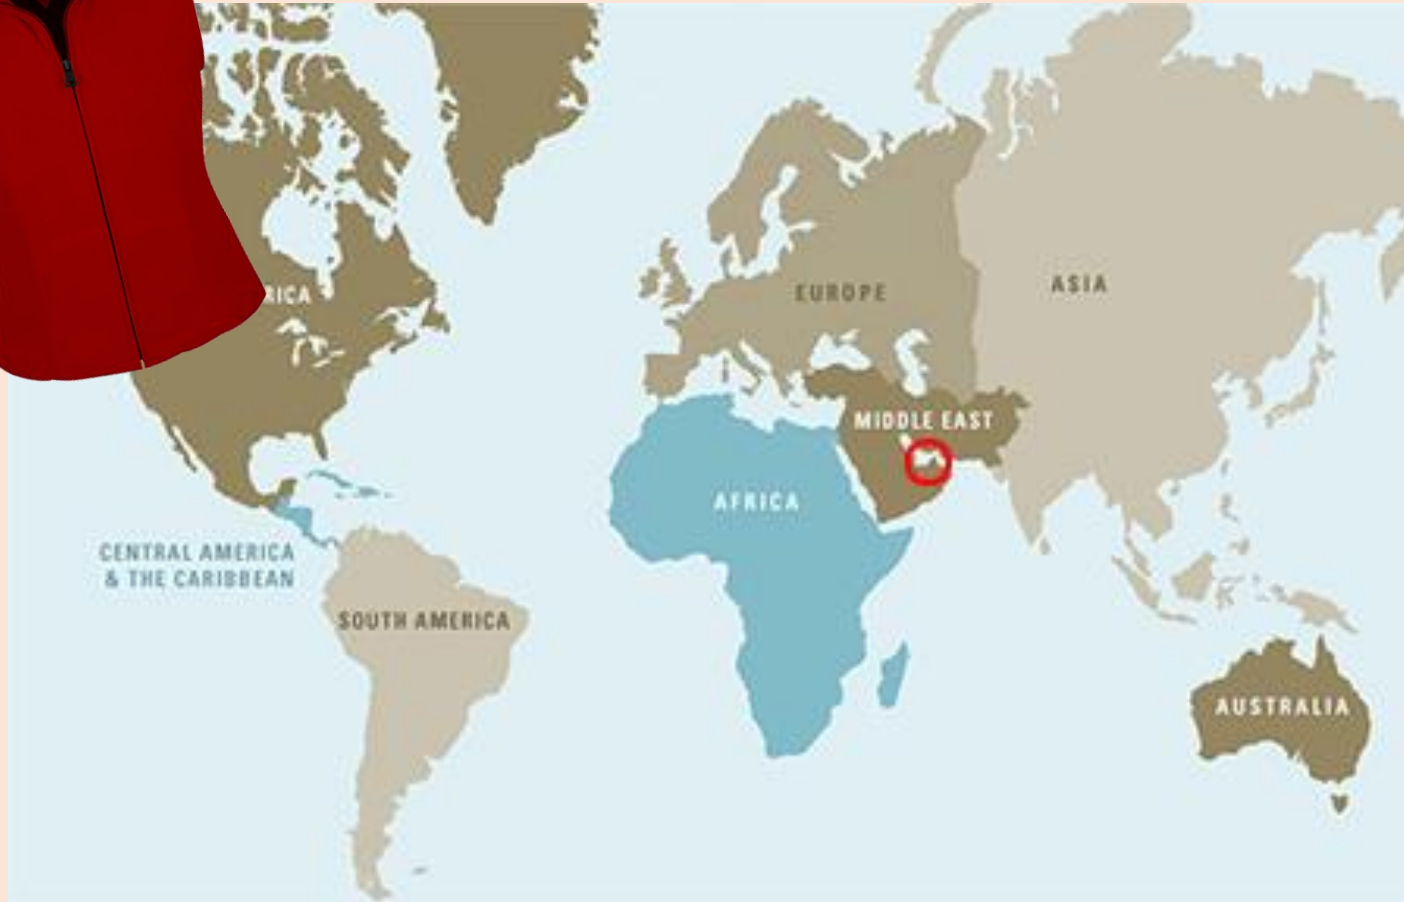 RICA
EUROPE
ASIA
MIDDLE EAST
AFRICA
CENTRAL AMERICA
& THE CARIBBEAN
SOUTH AMERICA
AUSTRALIA